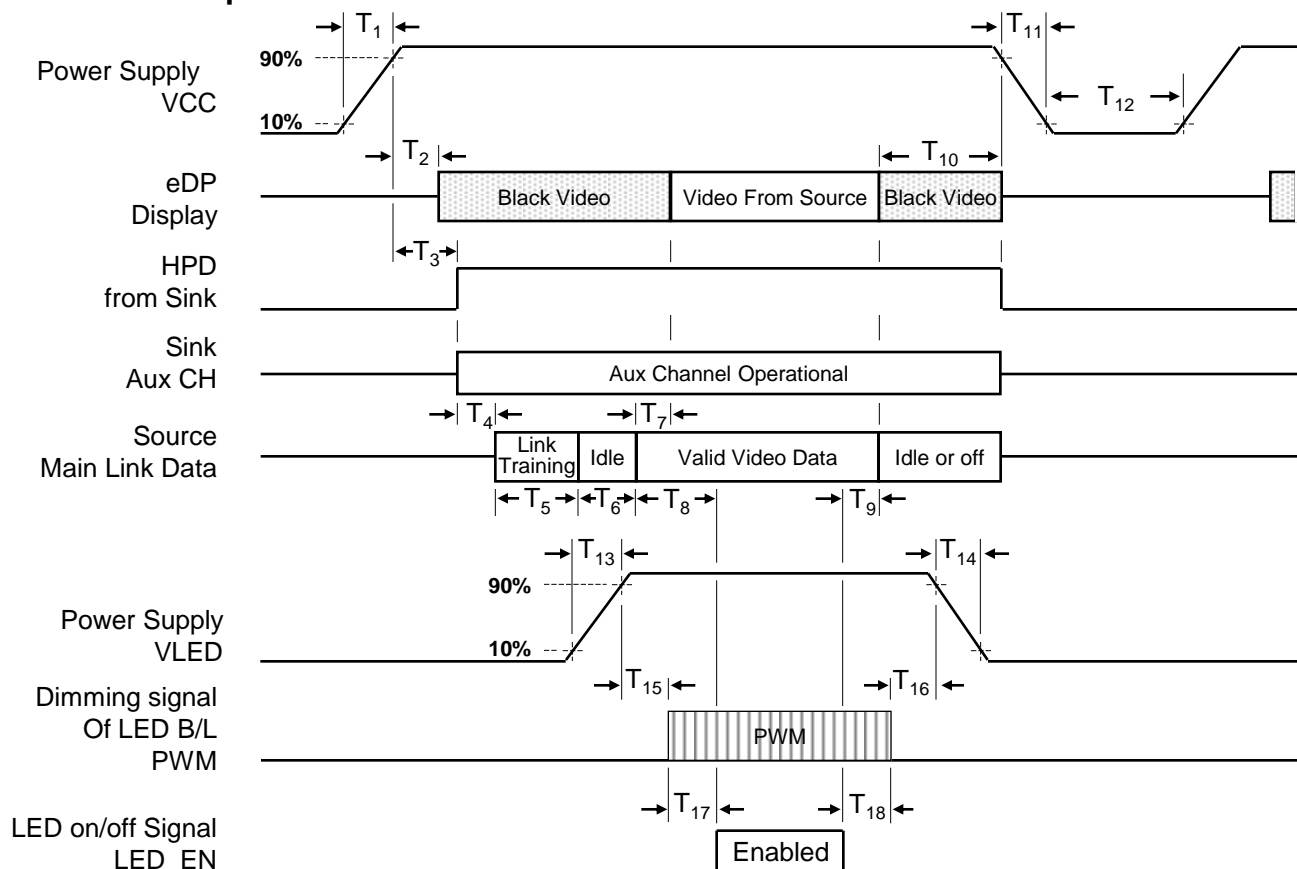 T1
T11
90%
Power Supply
VCC
T12
10%
T2
T10
eDP
Display
Black Video
Video From Source
Black Video
T3
HPD
from Sink
Sink
Aux CH
Aux Channel Operational
T4
T7
Source
Main Link Data
Link
Training
Idle
Valid Video Data
Idle or off
T5
T6
T8
T9
T13
T14
90%
Power Supply
VLED
10%
T15
T16
Dimming signal
Of LED B/L
PWM
PWM
T17
T18
LED on/off Signal
LED EN
Enabled